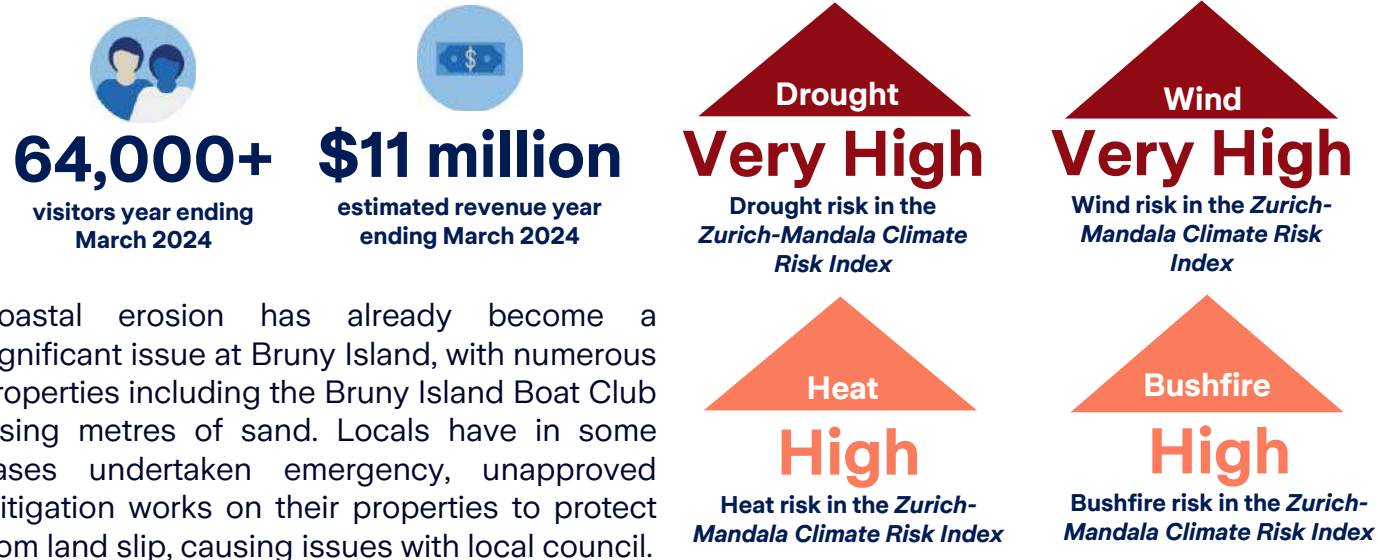 $
64,000+
visitors year ending
March 2024
$11 million
estimated revenue year
ending March 2024
Drought
Very High
Drought risk in the
Zurich-Mandala Climate
Risk Index
Wind
Very High
Wind risk in the Zurich-
Mandala Climate Risk
Index
oastal erosion has already become a
gnificant issue at Bruny Island, with numerous
roperties including the Bruny Island Boat Club
sing metres of sand. Locals have in some
ases undertaken emergency, unapproved
itigation works on their properties to protect
om land slip, causing issues with local council.
Heat
High
Heat risk in the Zurich-
Mandala Climate Risk Index
Bushfire
High
Bushfire risk in the Zurich-
Mandala Climate Risk Index